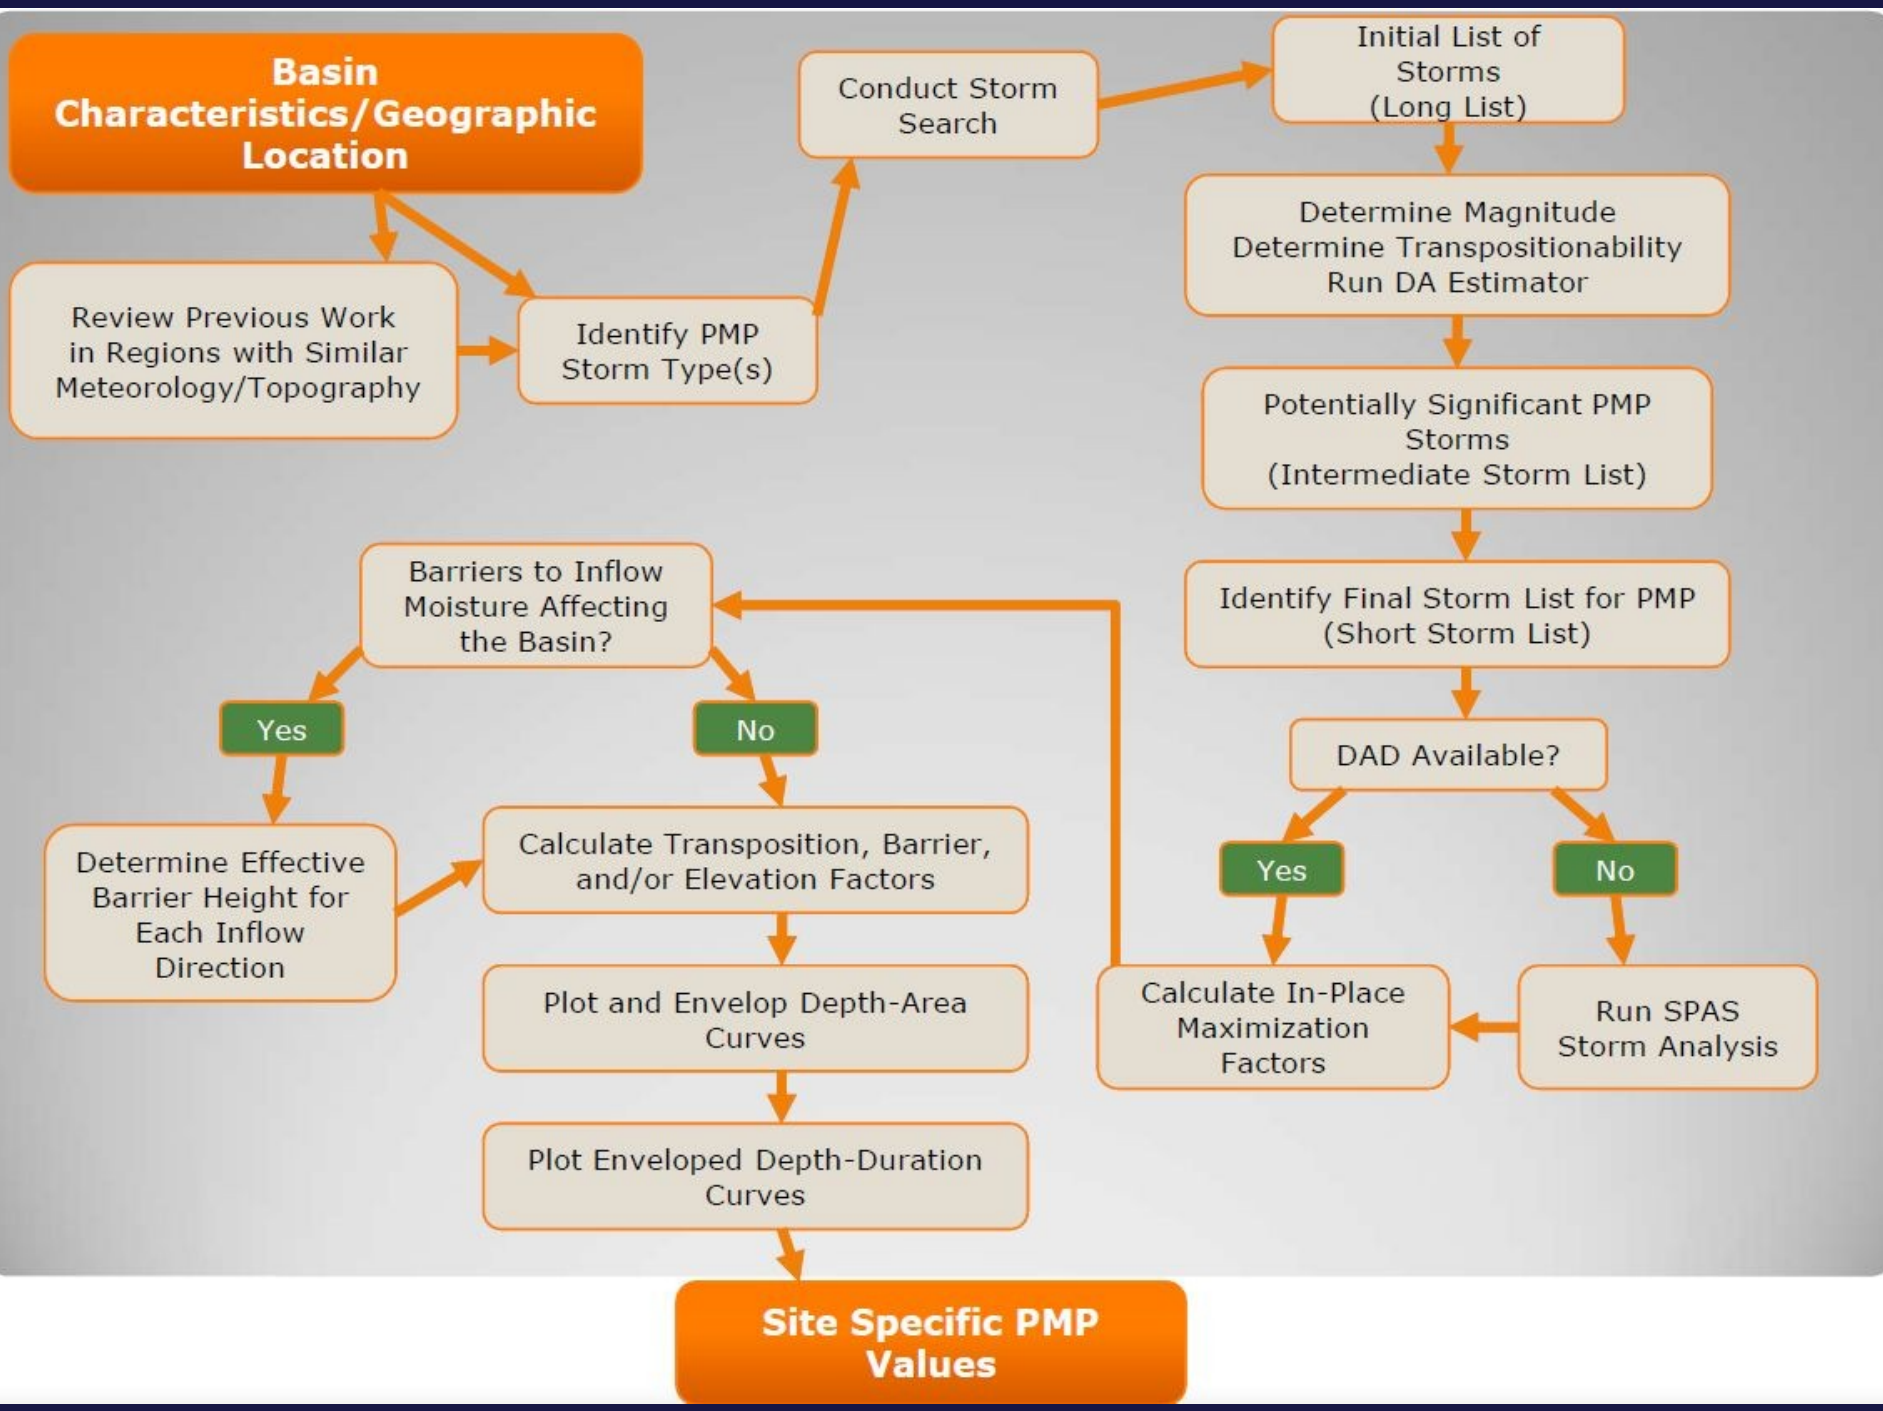 Basin
Characteristics/Geographic
Location
Review Previous Work
in Regions with Similar
Meteorology/Topography
Identify PMP
Storm Type(s)
Conduct Storm
Search
Initial List of
Storms
(Long List)
Determine Magnitude
Determine Transpositionability
Run DA Estimator
Potentially Significant PMP
Storms
(Intermediate Storm List)
Identify Final Storm List for PMP
(Short Storm List)
DAD Available?
Yes
No
Run SPAS
Storm Analysis
Calculate In-Place
Maximization
Factors
Barriers to Inflow
Moisture Affecting
the Basin?
Yes
No
Determine Effective
Barrier Height for
Each Inflow
Direction
Calculate Transposition, Barrier,
and/or Elevation Factors
Plot and Envelop Depth-Area
Curves
Plot Enveloped Depth-Duration
Curves
Site Specific PMP
Values